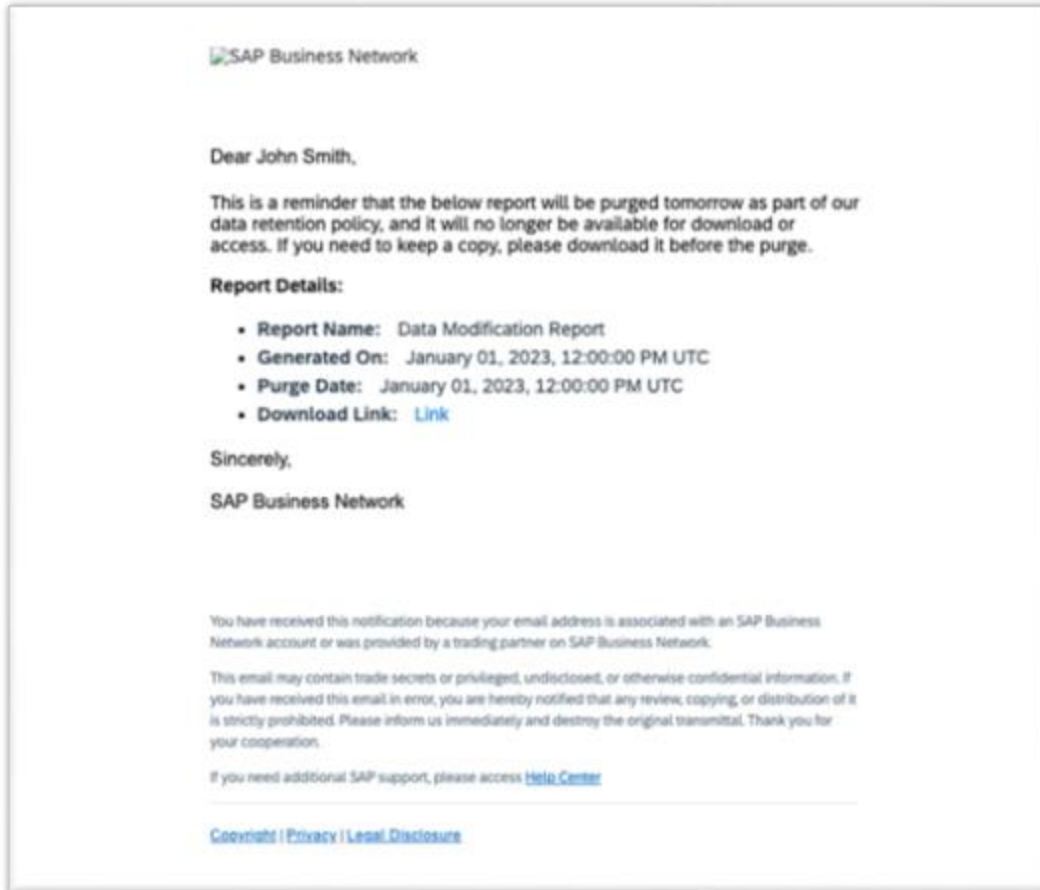 SAP Business Network
Dear John Smith,
This is a reminder that the below report will be purged tomorrow as part of our
data retention policy, and it will no longer be available for download or
access. If you need to keep a copy, please download it before the purge.
Report Details:
• Report Name: Data Modification Report
• Generated On: January 01, 2023, 12:00:00 PM UTC
• Purge Date: January 01, 2023, 12:00:00 PM UTC
• Download Link: Link
Sincerely,
SAP Business Network
You have received this notification because your email address is associated with an SAP Business
Network account or was provided by a trading partner on SAP Business Network.
This email may contain trade secrets or privileged, undisclosed, or otherwise confidential information. If
you have received this email in error, you are hereby notified that any review, copying, or distribution of it
is strictly prohibited. Please inform us immediately and destroy the original transmittal. Thank you for
your cooperation.
If you need additional SAP support, please access Help Center
Copyright | Privacy | Legal Disclosure